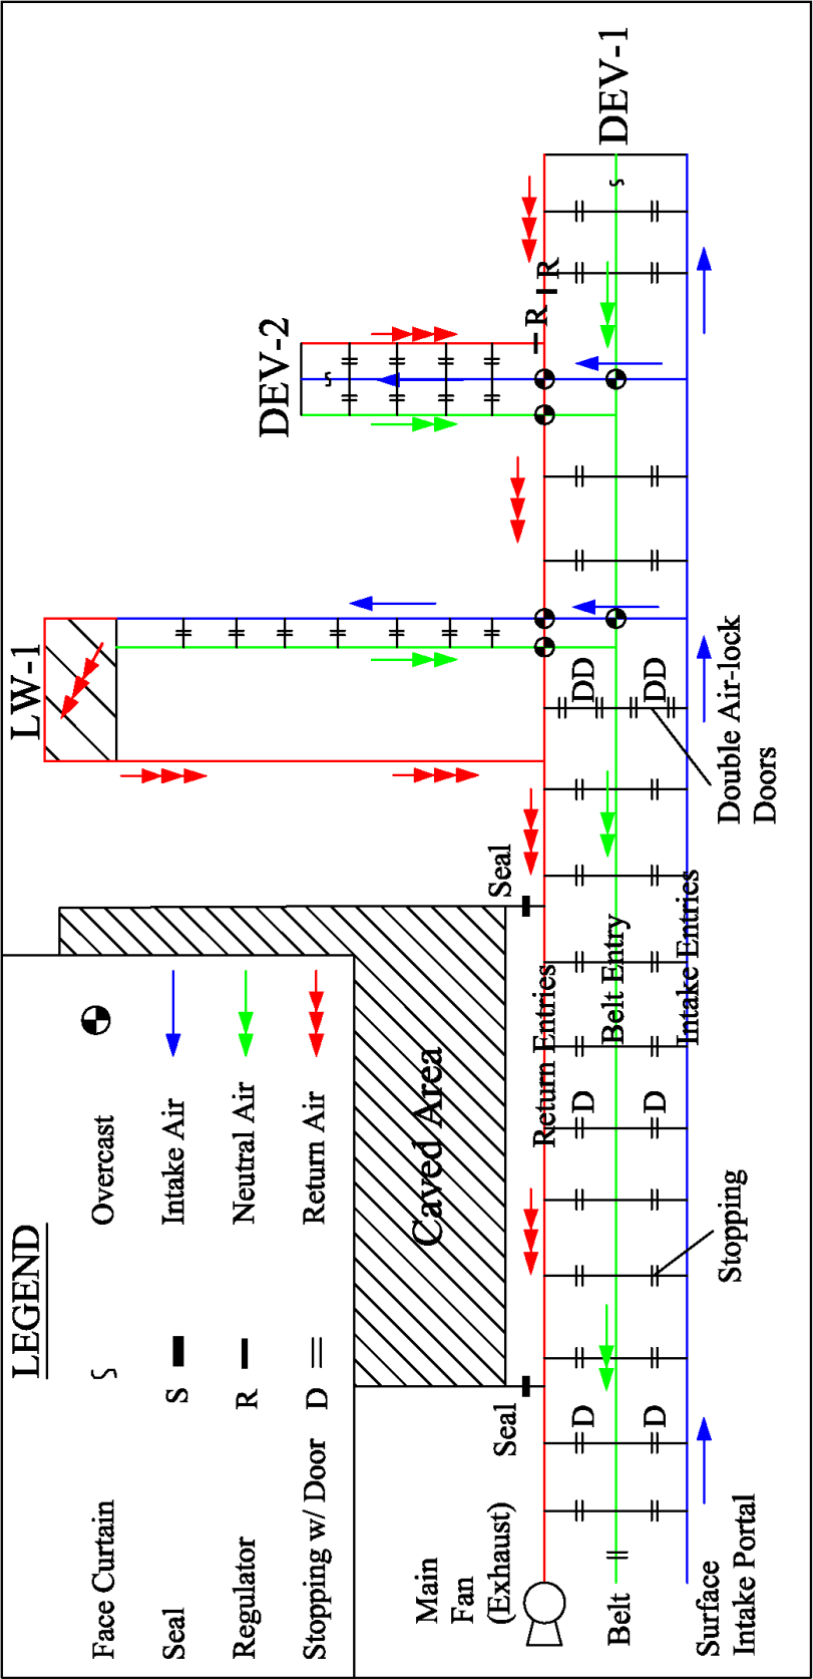 LEGEND
Face Curtain
Overcast
Seal S
Intake Air
Regulator R
Neutral Air
Stopping w/ Door D
Return Air
LW-1
DEV-2
DEV-1
Caved Area
Seal
Seal
R
R
Main
Fan
(Exhaust)
Return Entries
Belt
Belt Entry
Intake Entries
D
D
D
D
DD
DD
Surface
Intake Portal
Stopping
Double Air-lock
Doors